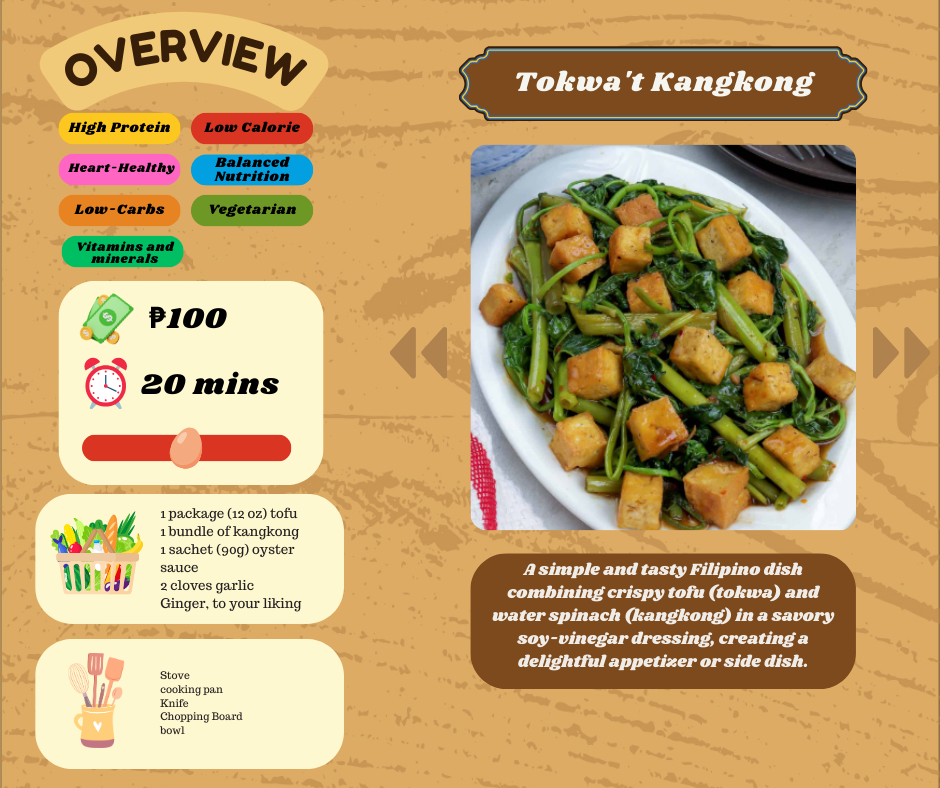 OVERVIEW
High Protein
Low Calorie
Heart-Healthy
Balanced
Nutrition
Low-Carbs
Vegetarian
Vitamins and
minerals
₱100
20 mins
1 package (12 oz) tofu
1 bundle of kangkong
1 sachet (90g) oyster
sauce
2 cloves garlic
Ginger, to your liking
Stove
cooking pan
Knife
Chopping Board
bowl
Tokwa't Kangkong
A simple and tasty Filipino dish
combining crispy tofu (tokwa) and
water spinach (kangkong) in a savory
soy-vinegar dressing, creating a
delightful appetizer or side dish.